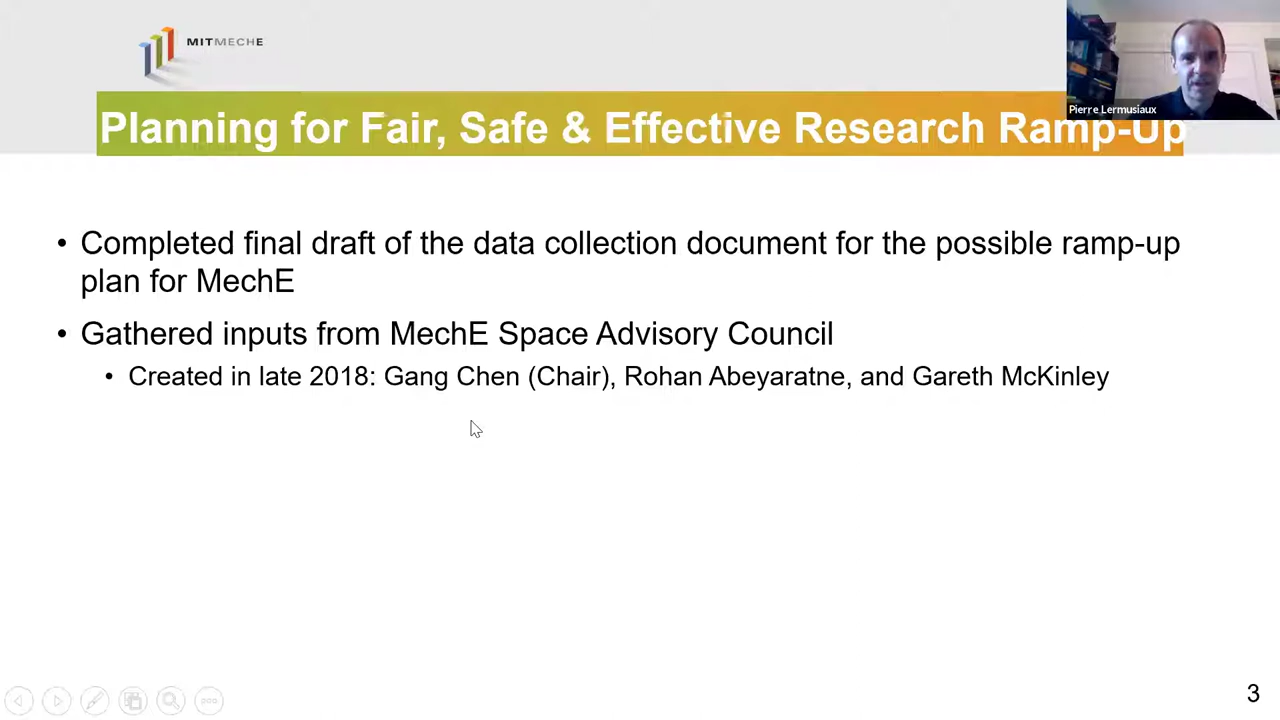 MITMECHE
Pierre Lermusiaux
Planning for Fair, Safe & Effective Research Ramp-Up
• Completed final draft of the data collection document for the possible ramp-up
plan for MechE
• Gathered inputs from MechE Space Advisory Council
• Created in late 2018: Gang Chen (Chair), Rohan Abeyaratne, and Gareth McKinley
3